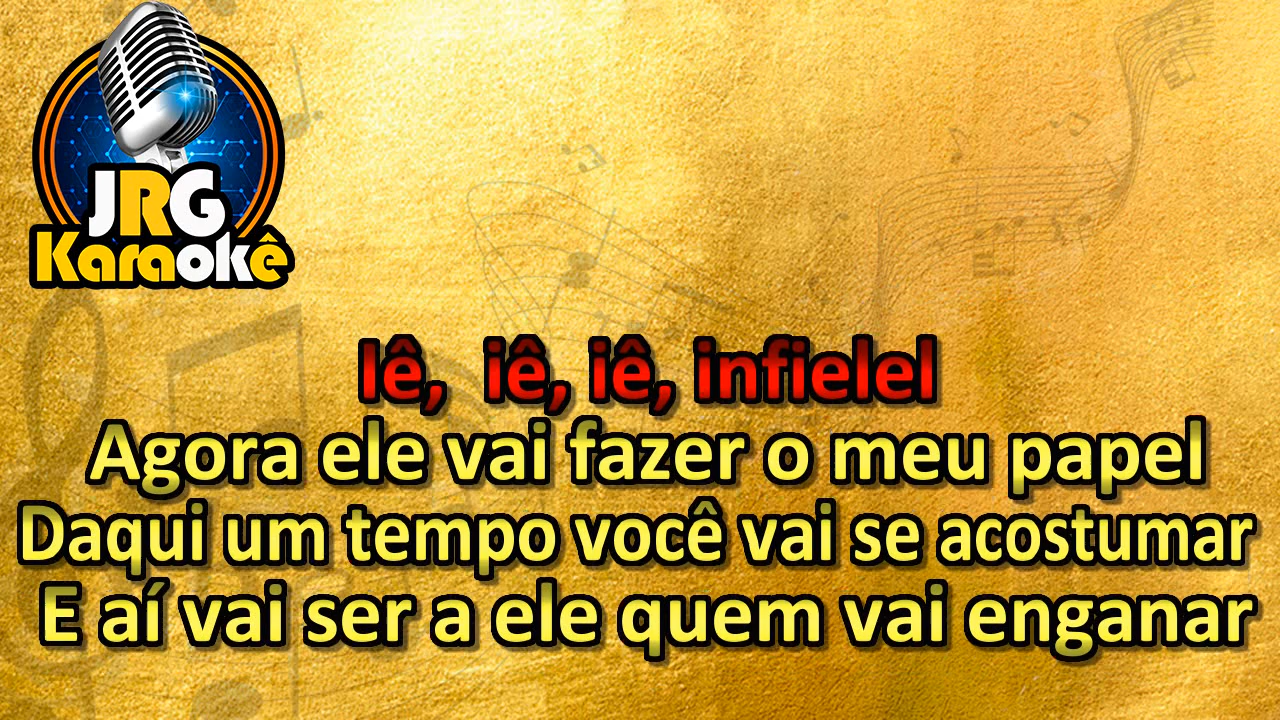 JRG
Karaokê
Iê,  iê, iê, infielel
Agora ele vai fazer o meu papel
Daqui um tempo você vai se acostumar
E aí vai ser a ele quem vai enganar